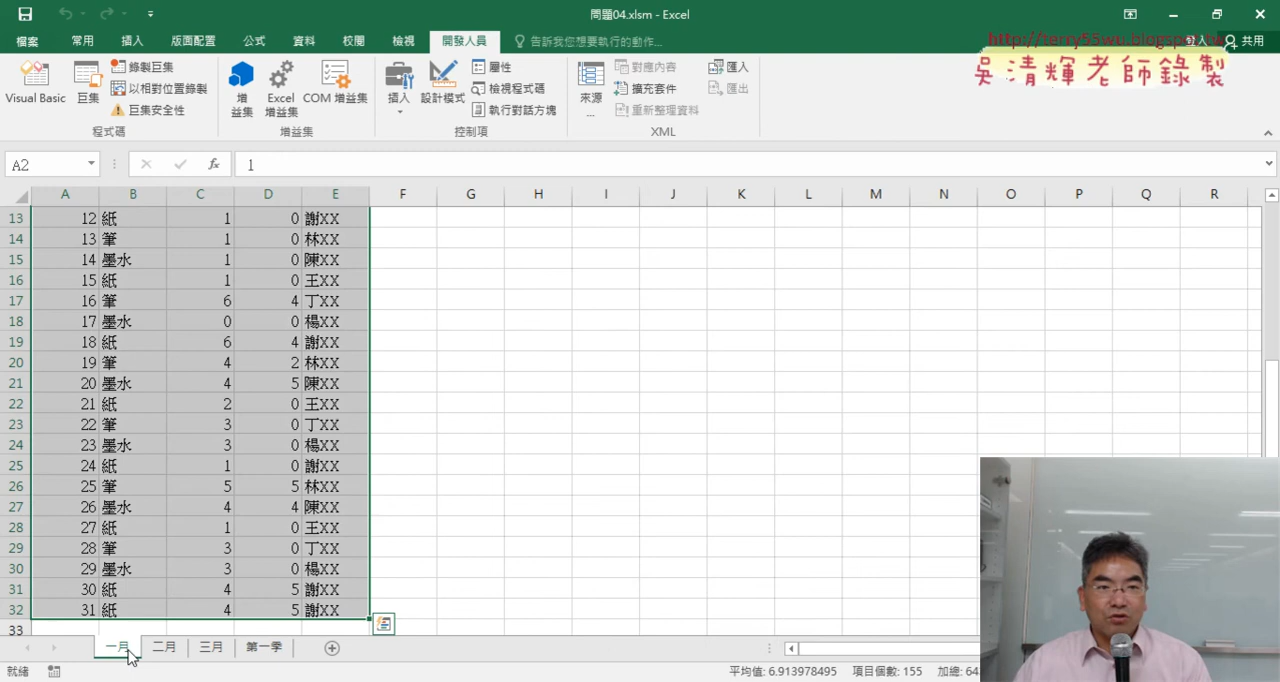 問題04.xlsm - Excel
http://terry55wu.blogspot.tw
吳清輝老師錄製
檔案 常用 插入 版面配置 公式 資料 校閱 檢視 開發人員 告訴我您想要執行的動作... 登入 共用
Visual Basic 巨集 錄製巨集 以相對位置錄製 巨集安全性 程式碼
增益集 Excel 增益集 COM 增益集 增益集
插入 設計模式 屬性 檢視程式碼 執行對話方塊 控制項
來源... 對應內容 擴充套件 重新整理資料 匯入 匯出 XML
A2 fx 1
A B C D E F G H I J K L M N O P Q R
13 12 紙 1 0 謝XX
14 13 筆 1 0 林XX
15 14 墨水 1 0 陳XX
16 15 紙 1 0 王XX
17 16 筆 6 4 丁XX
18 17 墨水 0 0 楊XX
19 18 紙 6 4 謝XX
20 19 筆 4 2 林XX
21 20 墨水 4 5 陳XX
22 21 紙 2 0 王XX
23 22 筆 3 0 丁XX
24 23 墨水 3 0 楊XX
25 24 紙 1 0 謝XX
26 25 筆 5 5 林XX
27 26 墨水 4 4 陳XX
28 27 紙 1 0 王XX
29 28 筆 3 0 丁XX
30 29 墨水 3 0 楊XX
31 30 紙 4 5 謝XX
32 31 紙 4 5 謝XX
33
一月 二月 三月 第一季
就緒 平均值: 6.913978495 項目個數: 155 加總: 64